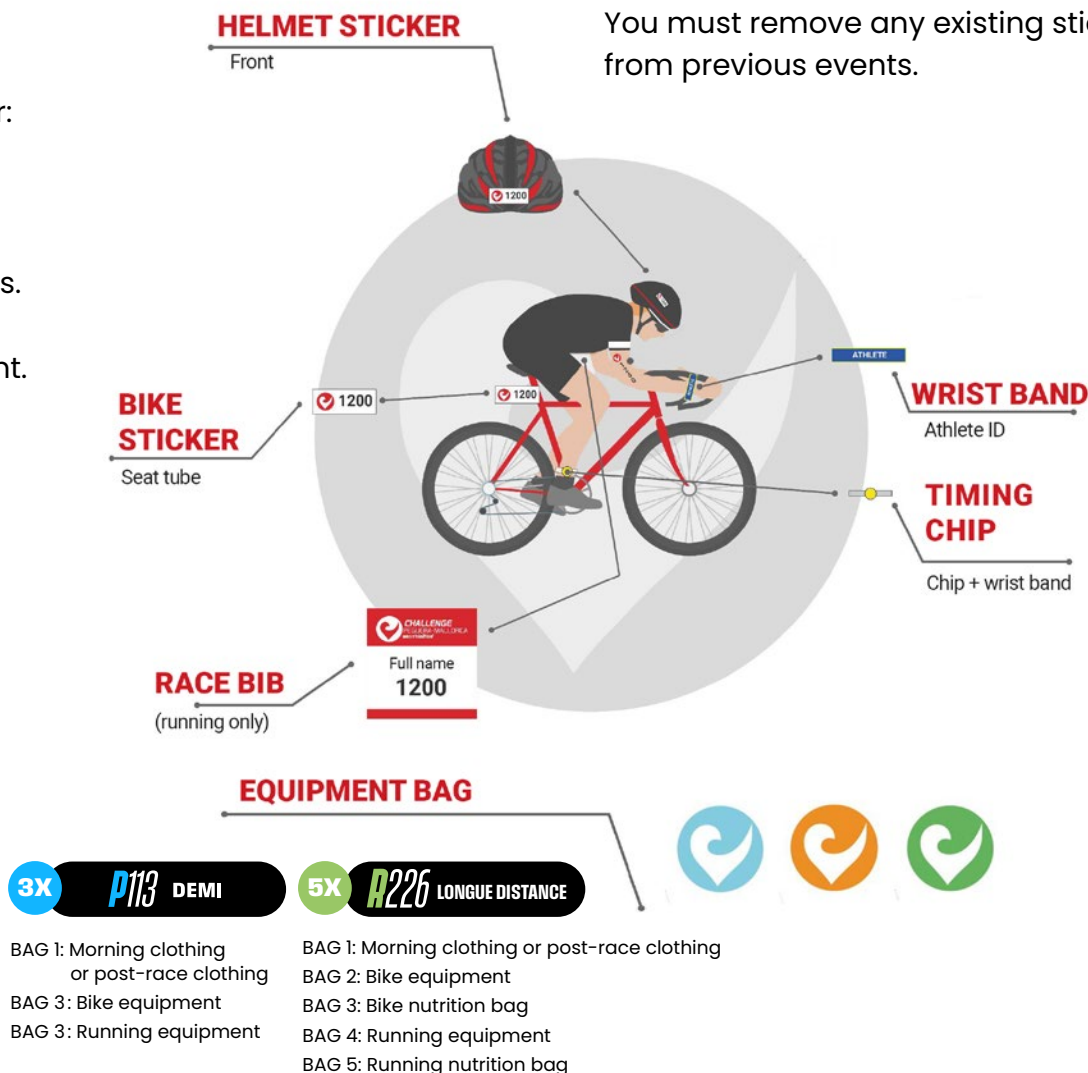 HELMET STICKER
Front
You must remove any existing stic
from previous events.
r:
s.
nt.
1200
ATHLETE
BIKE
STICKER
Seat tube
1200
1200
WRIST BAND
Athlete ID
TIMING
CHIP
Chip + wrist band
CHALLENGE
PEGUERA-MALLORCA
Full name
1200
RACE BIB
(running only)
EQUIPMENT BAG
3X P113 DEMI
BAG 1: Morning clothing
or post-race clothing
BAG 3: Bike equipment
BAG 3: Running equipment
5X A226 LONGUE DISTANCE
BAG 1: Morning clothing or post-race clothing
BAG 2: Bike equipment
BAG 3: Bike nutrition bag
BAG 4: Running equipment
BAG 5: Running nutrition bag